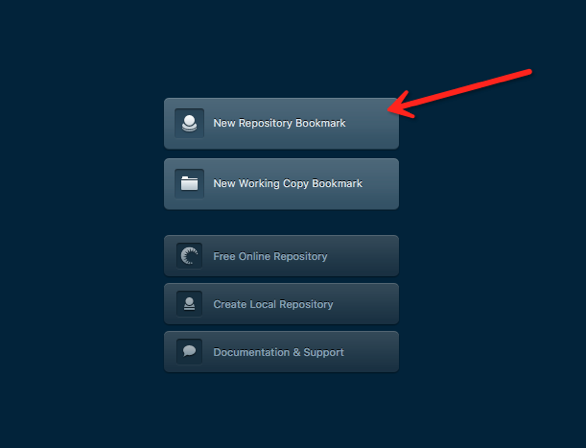 New Repository Bookmark
New Working Copy Bookmark
Free Online Repository
Create Local Repository
Documentation & Support